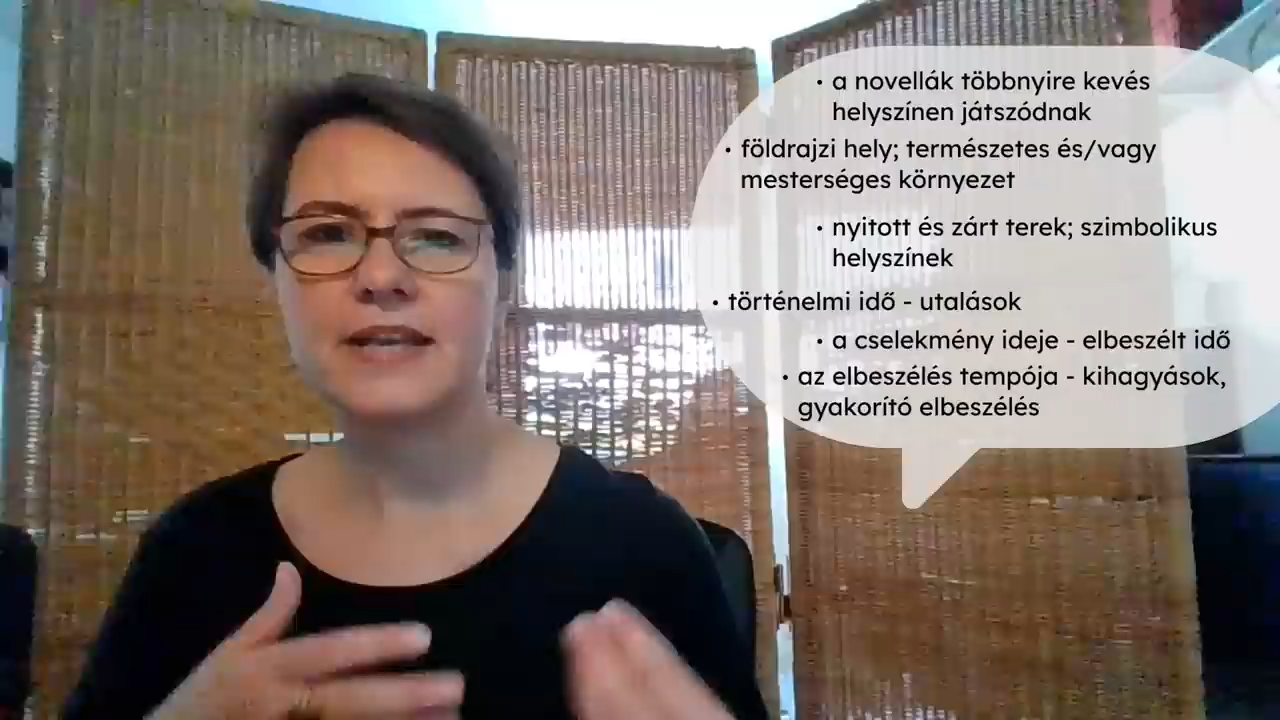 • a novellák többnyire kevés
helyszínen játszódnak
• földrajzi hely; természetes és/vagy
mesterséges környezet
• nyitott és zárt terek; szimbolikus
helyszínek
• történelmi idő - utalások
• a cselekmény ideje - elbeszélt idő
• az elbeszélés tempója - kihagyások,
gyakorító elbeszélés